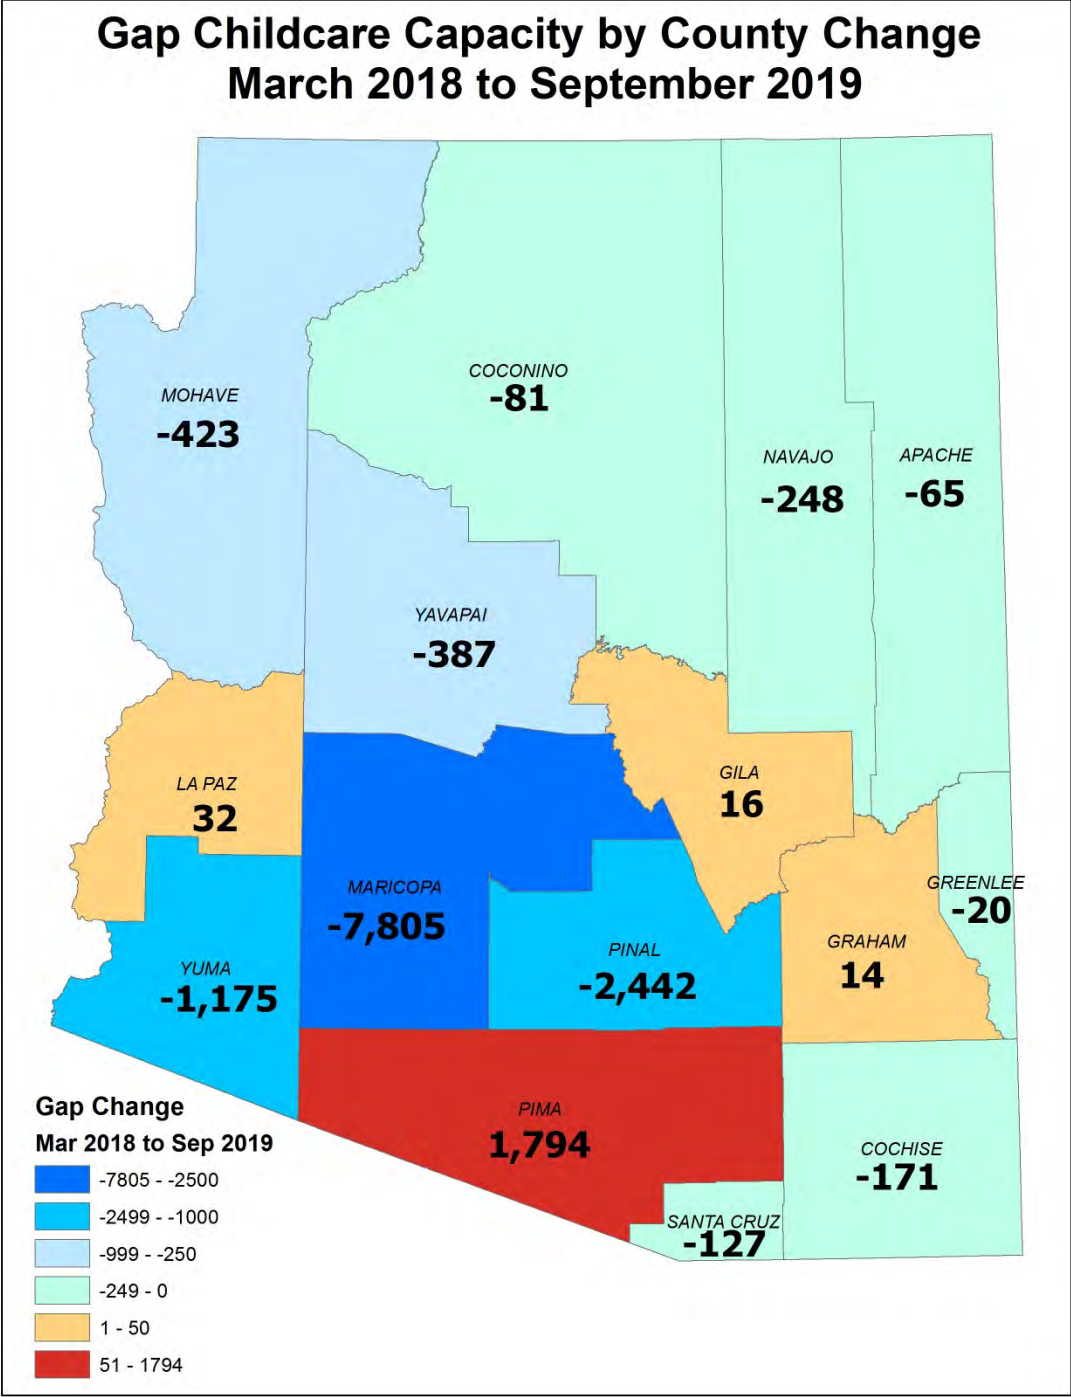 Gap Childcare Capacity by County Change
March 2018 to September 2019
COCONINO
-81
MOHAVE
-423
NAVAJO
-248
APACHE
-65
YAVAPAI
-387
LA PAZ
32
GILA
16
MARICOPA
-7,805
GREENLEE
-20
PINAL
-2,442
GRAHAM
14
YUMA
-1,175
PIMA
1,794
COCHISE
-171
SANTA CRUZ
-127
Gap Change
Mar 2018 to Sep 2019
-7805 - -2500
-2499 - -1000
-999 - -250
-249 - 0
1 - 50
51 - 1794